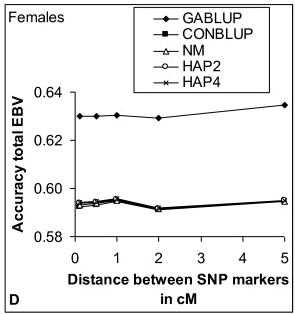 Females
GABLUP
CONBLUP
NM
HAP2
HAP4
Accuracy total EBV
0.64
0.62
0.60
0.58
0 1 2 3 4 5
Distance between SNP markers
in cM
D